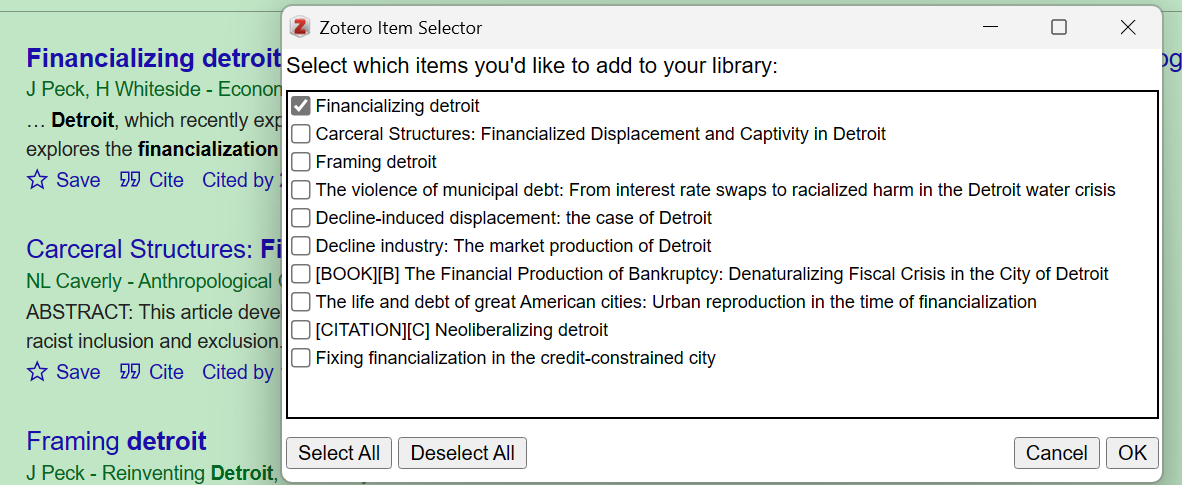 Zotero Item Selector
Select which items you'd like to add to your library:
Financializing detroit
Carceral Structures: Financialized Displacement and Captivity in Detroit
Framing detroit
The violence of municipal debt: From interest rate swaps to racialized harm in the Detroit water crisis
Decline-induced displacement: the case of Detroit
Decline industry: The market production of Detroit
[BOOK][B] The Financial Production of Bankruptcy: Denaturalizing Fiscal Crisis in the City of Detroit
The life and debt of great American cities: Urban reproduction in the time of financialization
[CITATION][C] Neoliberalizing detroit
Fixing financialization in the credit-constrained city
Select All
Deselect All
Cancel
OK
Financializing detroit
J Peck, H Whiteside - Econon
… Detroit, which recently exp
explores the financialization
Save Cite Cited by
Carceral Structures: Fi
NL Caverly - Anthropological
ABSTRACT: This article deve
racist inclusion and exclusion.
Save Cite Cited by
Framing detroit
J Peck - Reinventing Detroit,